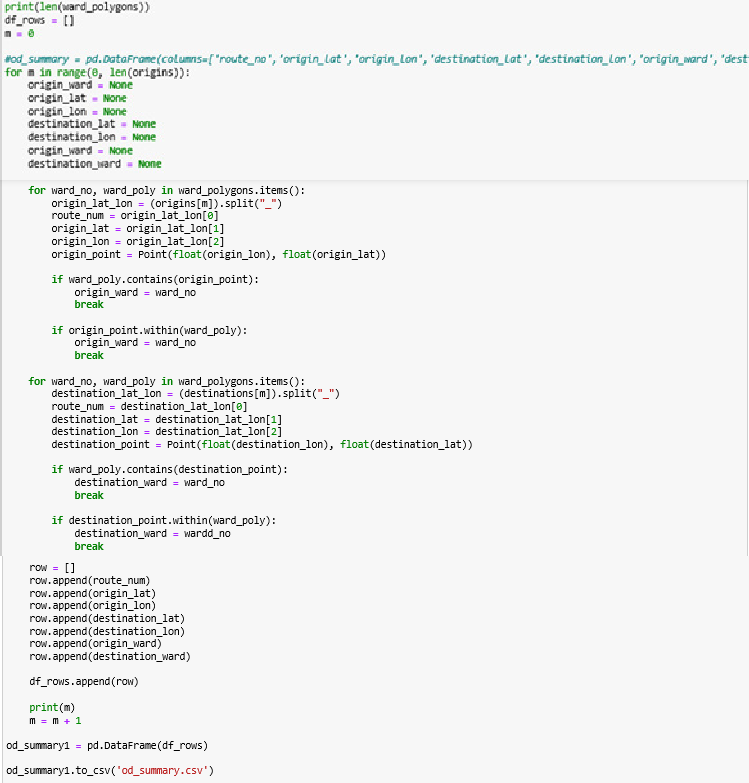 print(len(ward_polygons))
df_rows = []
m = 0
#od_summary = pd.DataFrame(columns=['route_no','origin_lat','origin_lon','destination_lat','destination_lon','origin_ward','dest
for m in range(0, len(origins)):
    origin_ward = None
    origin_lat = None
    origin_lon = None
    destination_lat = None
    destination_lon = None
    origin_ward = None
    destination_ward = None
    for ward_no, ward_poly in ward_polygons.items():
        origin_lat_lon = (origins[m]).split("_")
        route_num = origin_lat_lon[0]
        origin_lat = origin_lat_lon[1]
        origin_lon = origin_lat_lon[2]
        origin_point = Point(float(origin_lon), float(origin_lat))
        if ward_poly.contains(origin_point):
            origin_ward = ward_no
            break
        if origin_point.within(ward_poly):
            origin_ward = ward_no
            break
    for ward_no, ward_poly in ward_polygons.items():
        destination_lat_lon = (destinations[m]).split("_")
        route_num = destination_lat_lon[0]
        destination_lat = destination_lat_lon[1]
        destination_lon = destination_lat_lon[2]
        destination_point = Point(float(destination_lon), float(destination_lat))
        if ward_poly.contains(destination_point):
            destination_ward = ward_no
            break
        if destination_point.within(ward_poly):
            destination_ward = wardd_no
            break
    row = []
    row.append(route_num)
    row.append(origin_lat)
    row.append(origin_lon)
    row.append(destination_lat)
    row.append(destination_lon)
    row.append(origin_ward)
    row.append(destination_ward)
    df_rows.append(row)
    print(m)
    m = m + 1
od_summary1 = pd.DataFrame(df_rows)
od_summary1.to_csv('od_summary.csv')